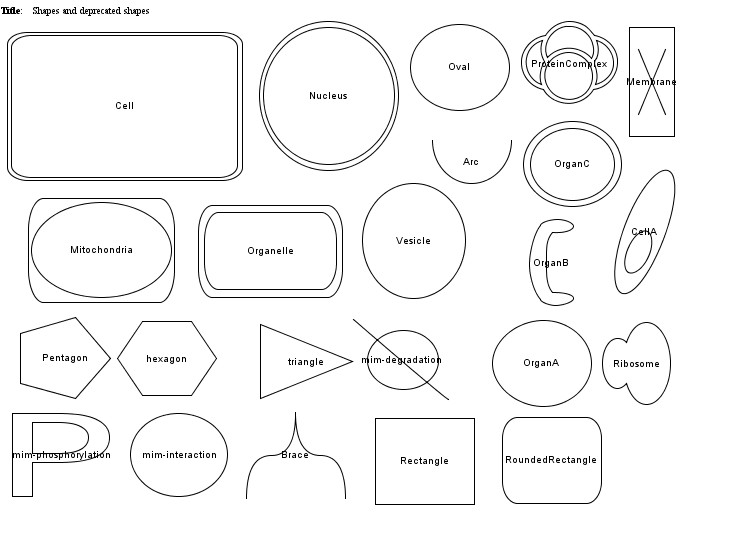 Title: Shapes and deprecated shapes
Cell
Nucleus
Oval
ProteinComplex
Membrane
Arc
OrganC
Mitochondria
Organelle
Vesicle
OrganB
CellA
Pentagon
hexagon
triangle
mim-degradation
OrganA
Ribosome
mim-phosphorylation
mim-interaction
Brace
Rectangle
RoundedRectangle